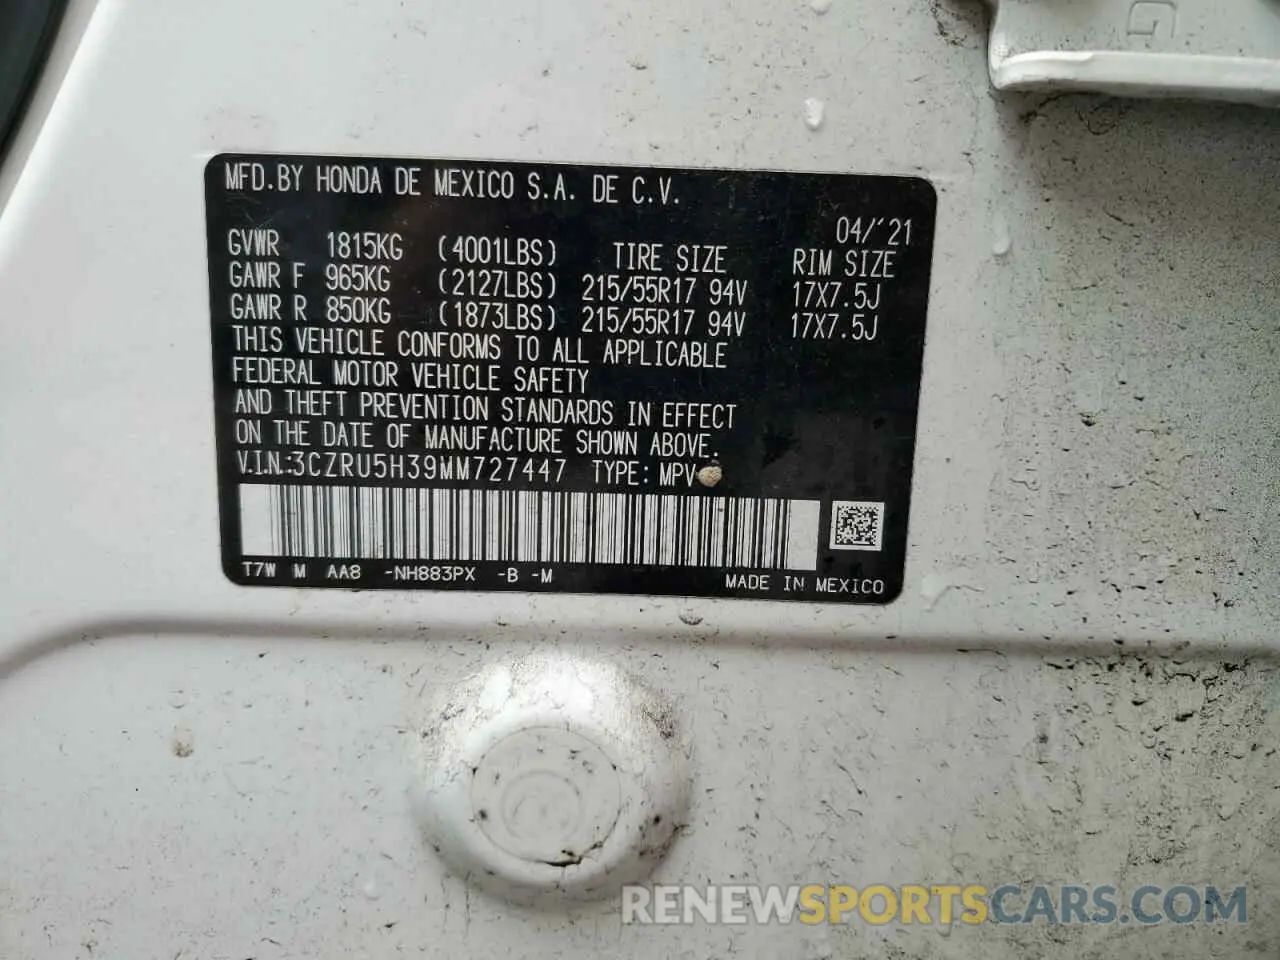 G
MFD.BY HONDA DE MEXICO S.A. DE C.V.
04/'21
GVWR 1815KG (4001LBS) TIRE SIZE RIM SIZE
GAWR F 965KG (2127LBS) 215/55R17 94V 17X7.5J
GAWR R 850KG (1873LBS) 215/55R17 94V 17X7.5J
THIS VEHICLE CONFORMS TO ALL APPLICABLE
FEDERAL MOTOR VEHICLE SAFETY
AND THEFT PREVENTION STANDARDS IN EFFECT
ON THE DATE OF MANUFACTURE SHOWN ABOVE.
V.I.N.:3CZRU5H39MM727447 TYPE: MPV
T7W M AA8 -NH883PX -B -M MADE IN MEXICO
RENEWSPORTSCARS.COM